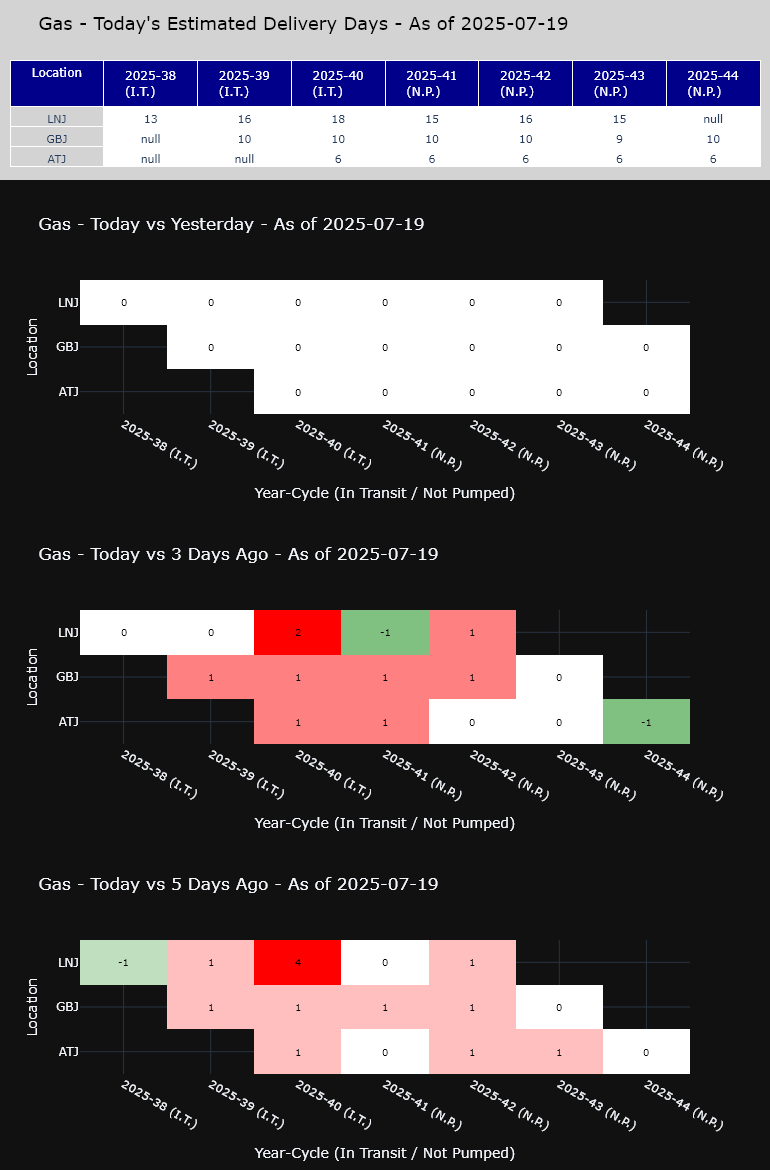 Gas - Today's Estimated Delivery Days - As of 2025-07-19
Location 2025-38 (I.T.) 2025-39 (I.T.) 2025-40 (I.T.) 2025-41 (N.P.) 2025-42 (N.P.) 2025-43 (N.P.) 2025-44 (N.P.)
LNJ 13 16 18 15 16 15 null
GBJ null 10 10 10 10 9 10
ATJ null null 6 6 6 6 6
Gas - Today vs Yesterday - As of 2025-07-19
Location
LNJ 0 0 0 0 0 0
GBJ 0 0 0 0 0 0
ATJ 0 0 0 0 0
2025-38 (I.T.) 2025-39 (I.T.) 2025-40 (I.T.) 2025-41 (N.P.) 2025-42 (N.P.) 2025-43 (N.P.) 2025-44 (N.P.)
Year-Cycle (In Transit / Not Pumped)
Gas - Today vs 3 Days Ago - As of 2025-07-19
Location
LNJ 0 0 2 -1 1
GBJ 1 1 1 1 0
ATJ 1 1 0 0 -1
2025-38 (I.T.) 2025-39 (I.T.) 2025-40 (I.T.) 2025-41 (N.P.) 2025-42 (N.P.) 2025-43 (N.P.) 2025-44 (N.P.)
Year-Cycle (In Transit / Not Pumped)
Gas - Today vs 5 Days Ago - As of 2025-07-19
Location
LNJ -1 1 4 0 1
GBJ 1 1 1 1 0
ATJ 1 0 1 1 0
2025-38 (I.T.) 2025-39 (I.T.) 2025-40 (I.T.) 2025-41 (N.P.) 2025-42 (N.P.) 2025-43 (N.P.) 2025-44 (N.P.)
Year-Cycle (In Transit / Not Pumped)